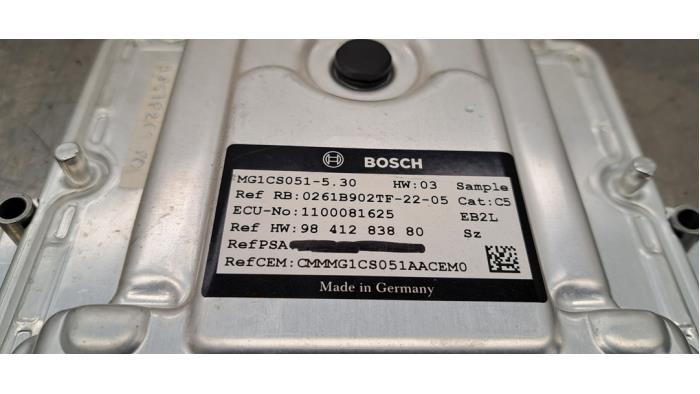 BOSCH
MG1CS051-5.30 HW:03 Sample
Ref RB:0261B902TF-22-05 Cat:C5
ECU-No:1100081625 EB2L
Ref HW:98 412 838 80 Sz
RefPSA
RefCEM:CMMMG1CS051AACEM0
Made in Germany